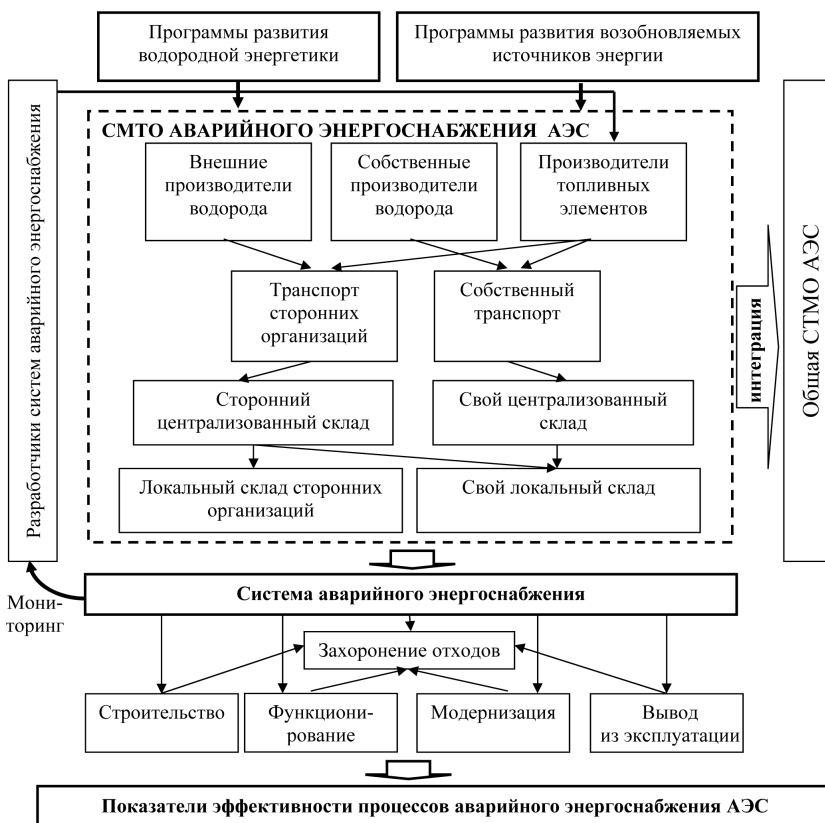 Программы развития
водородной энергетики
Программы развития возобновляемых
источников энергии
Разработчики систем аварийного энергоснабжения
СМТО АВАРИЙНОГО ЭНЕРГОСНАБЖЕНИЯ АЭС
Внешние
производители
водорода
Собственные
производители
водорода
Производители
топливных
элементов
Транспорт
сторонних
организаций
Собственный
транспорт
Сторонний
централизованный склад
Свой централизованный
склад
Локальный склад сторонних
организаций
Свой локальный склад
интеграция
Общая СТМО АЭС
Мони-
торинг
Система аварийного энергоснабжения
Захоронение отходов
Строительство
Функциони-
рование
Модернизация
Вывод
из эксплуатации
Показатели эффективности процессов аварийного энергоснабжения АЭС